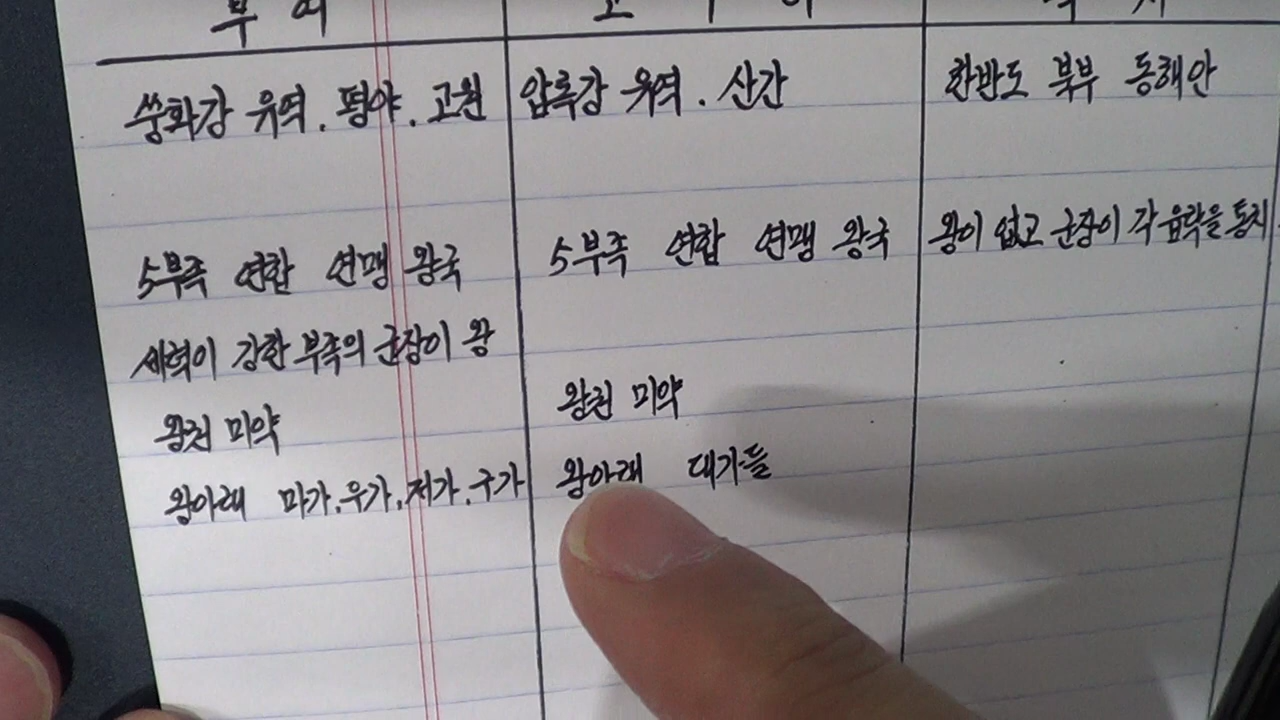 부 여
쑹화강 유역. 평야. 고원
압록강 유역. 산간
한반도 북부 동해안
5부족 연합 연맹 왕국
5부족 연합 연맹 왕국
왕이 없고 군장이 각 읍락을 통치
세력이 강한 부족의 군장이 왕
왕권 미약
왕권 미약
왕아래 마가.우가.저가.구가
왕아래 대가들